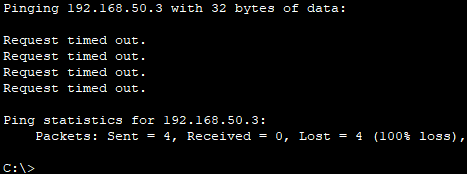 Pinging 192.168.50.3 with 32 bytes of data:
Request timed out.
Request timed out.
Request timed out.
Request timed out.
Ping statistics for 192.168.50.3:
Packets: Sent = 4, Received = 0, Lost = 4 (100% loss),
C:\>